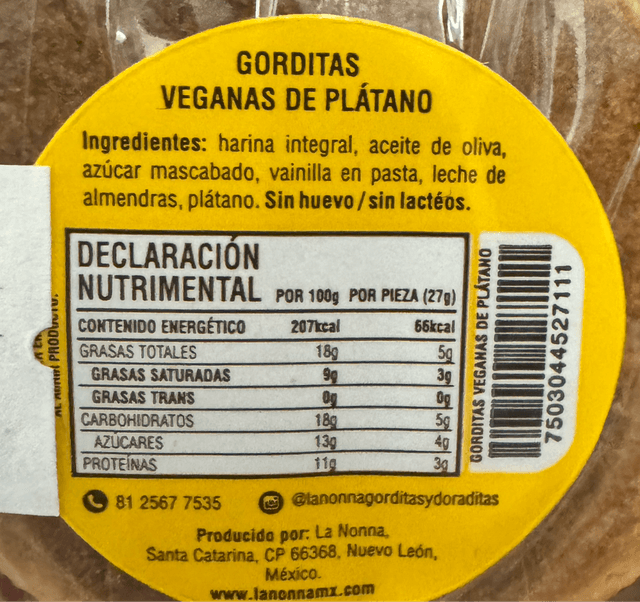 GORDITAS
VEGANAS DE PLÁTANO
Ingredientes: harina integral, aceite de oliva,
azúcar mascabado, vainilla en pasta, leche de
almendras, plátano. Sin huevo / sin lactéos.
DECLARACIÓN
NUTRIMENTAL POR 100g POR PIEZA (27g)
CONTENIDO ENERGÉTICO 207kcal 66kcal
GRASAS TOTALES 18g 5g
GRASAS SATURADAS 9g 3g
GRASAS TRANS 0g 0g
CARBOHIDRATOS 18g 5g
AZÚCARES 13g 4g
PROTEÍNAS 11g 3g
GORDITAS VEGANAS DE PLÁTANO
7503044527111
81 2567 7535 @lanonnagorditasydoraditas
Producido por: La Nonna,
Santa Catarina, CP 66368, Nuevo León,
México.
www.lanonnamx.com